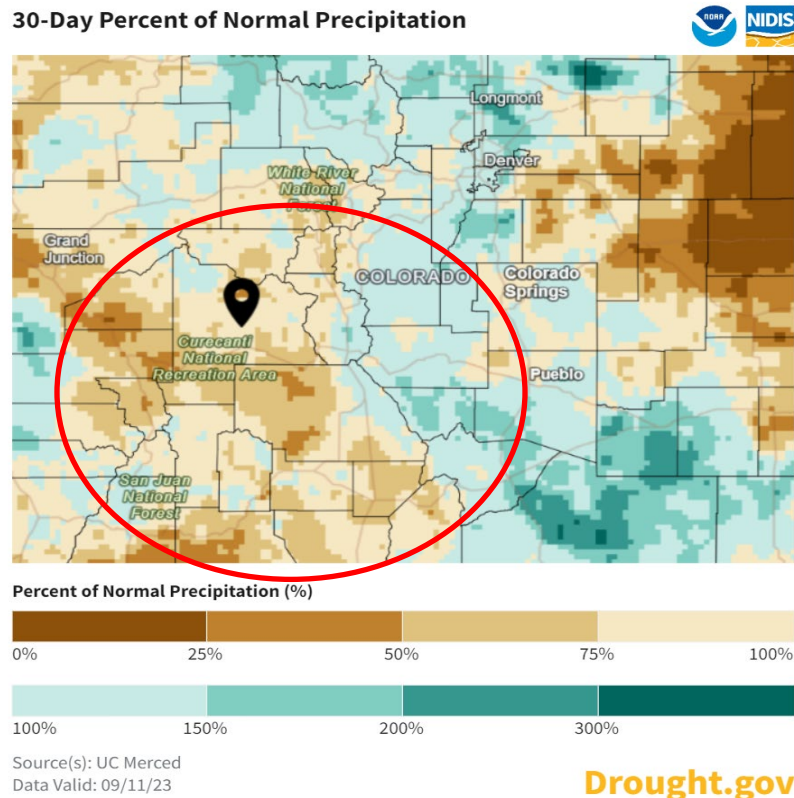 30-Day Percent of Normal Precipitation
NOAA
NIDIS
Longmont
Denver
White River
National
Forest
Grand
Junction
COLORADO
Colorado
Springs
Curecanti
National
Recreation Area
Pueblo
San Juan
National
Forest
Percent of Normal Precipitation (%)
0% 25% 50% 75% 100%
100% 150% 200% 300%
Source(s): UC Merced
Data Valid: 09/11/23
Drought.gov